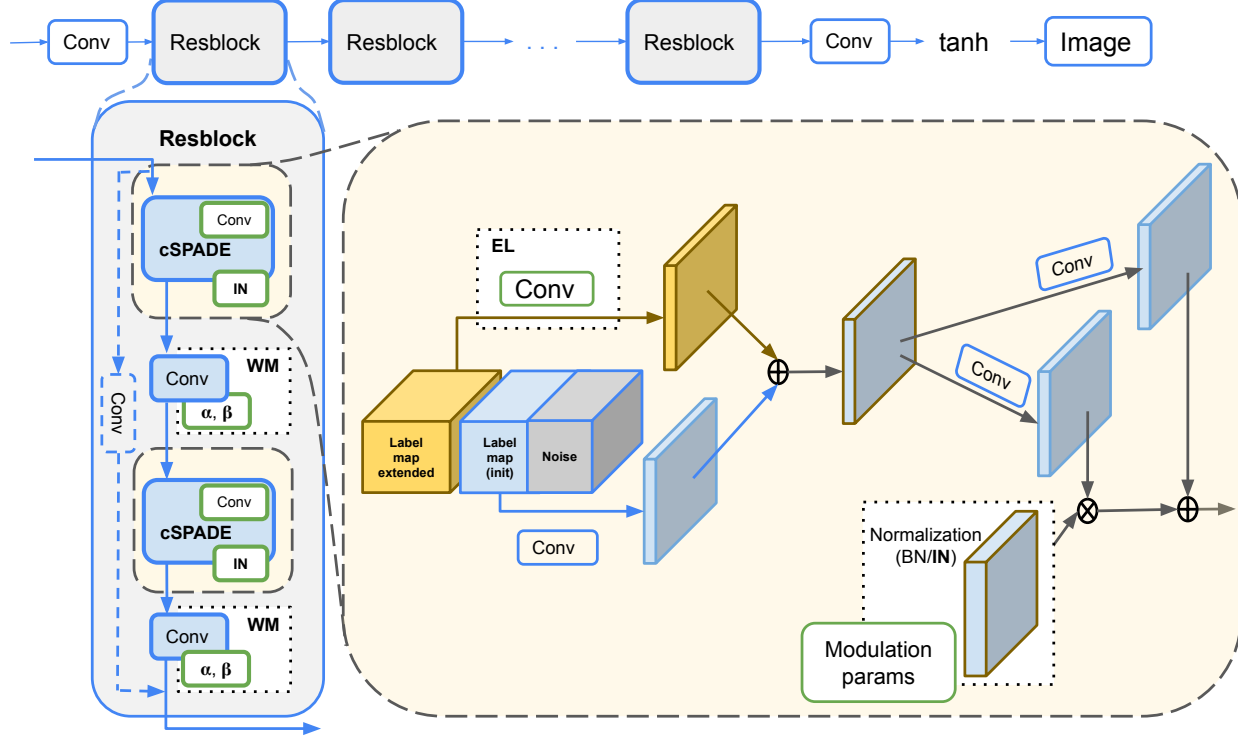 Conv
Resblock
Resblock
. . .
Resblock
Conv
tanh
Image
Resblock
Conv
cSPADE
IN
Conv
WM
α, β
Conv
Conv
cSPADE
IN
Conv
WM
α, β
EL
Conv
Label
map
extended
Label
map
(init)
Noise
Conv
Conv
Conv
Normalization
(BN/IN)
Modulation
params